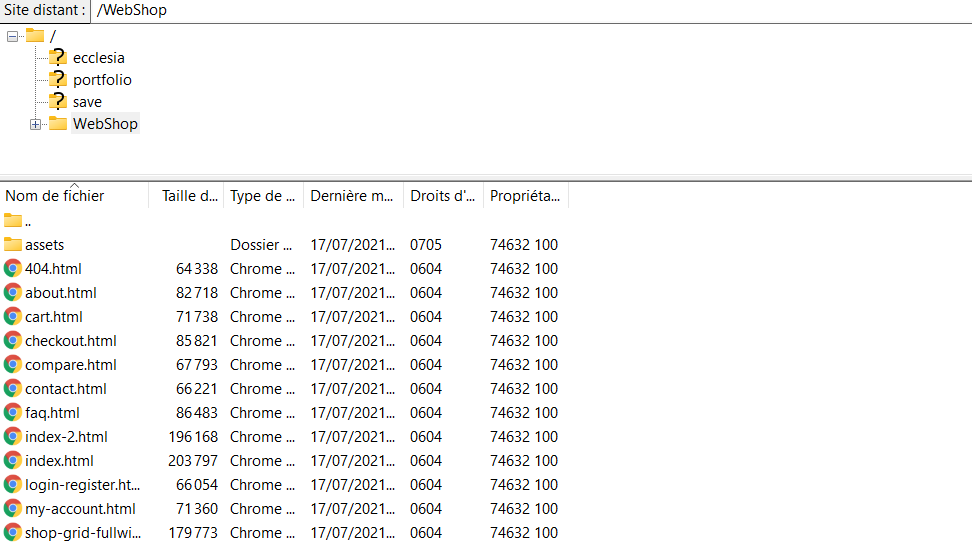 Site distant : /WebShop
/
ecclesia
portfolio
save
WebShop
Nom de fichier Taille d... Type de ... Dernière m... Droits d'... Propriéta...
..
assets Dossier ... 17/07/2021... 0705 74632 100
404.html 64 338 Chrome ... 17/07/2021... 0604 74632 100
about.html 82 718 Chrome ... 17/07/2021... 0604 74632 100
cart.html 71 738 Chrome ... 17/07/2021... 0604 74632 100
checkout.html 85 821 Chrome ... 17/07/2021... 0604 74632 100
compare.html 67 793 Chrome ... 17/07/2021... 0604 74632 100
contact.html 66 221 Chrome ... 17/07/2021... 0604 74632 100
faq.html 86 483 Chrome ... 17/07/2021... 0604 74632 100
index-2.html 196 168 Chrome ... 17/07/2021... 0604 74632 100
index.html 203 797 Chrome ... 17/07/2021... 0604 74632 100
login-register.ht... 66 054 Chrome ... 17/07/2021... 0604 74632 100
my-account.html 71 360 Chrome ... 17/07/2021... 0604 74632 100
shop-grid-fullwi... 179 773 Chrome ... 17/07/2021... 0604 74632 100